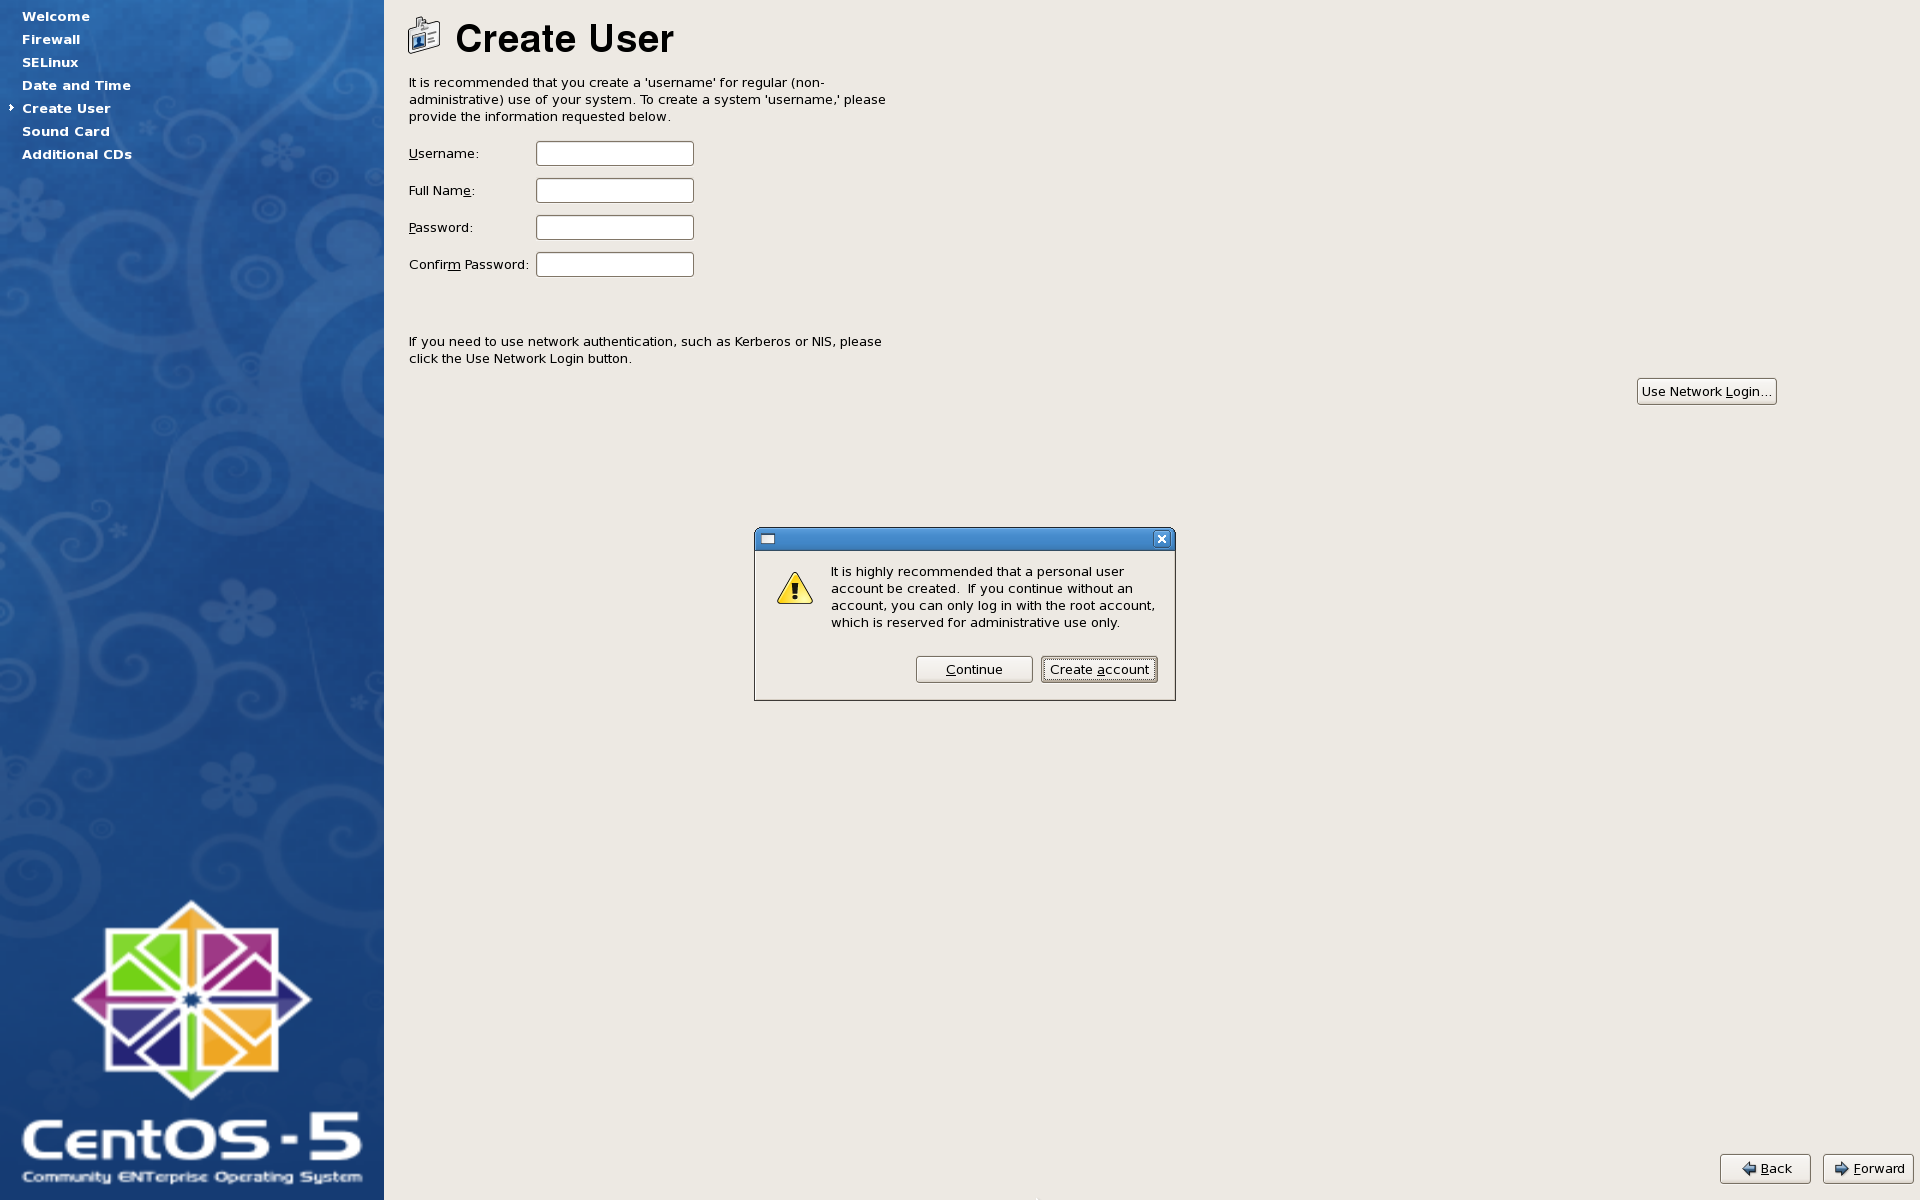 Welcome
Firewall
SELinux
Date and Time
Create User
Sound Card
Additional CDs
CentOS-5
Community ENTerprise Operating System
Create User
It is recommended that you create a 'username' for regular (non-
administrative) use of your system. To create a system 'username,' please
provide the information requested below.
Username:
Full Name:
Password:
Confirm Password:
If you need to use network authentication, such as Kerberos or NIS, please
click the Use Network Login button.
Use Network Login...
It is highly recommended that a personal user
account be created.  If you continue without an
account, you can only log in with the root account,
which is reserved for administrative use only.
Continue Create account
Back Forward